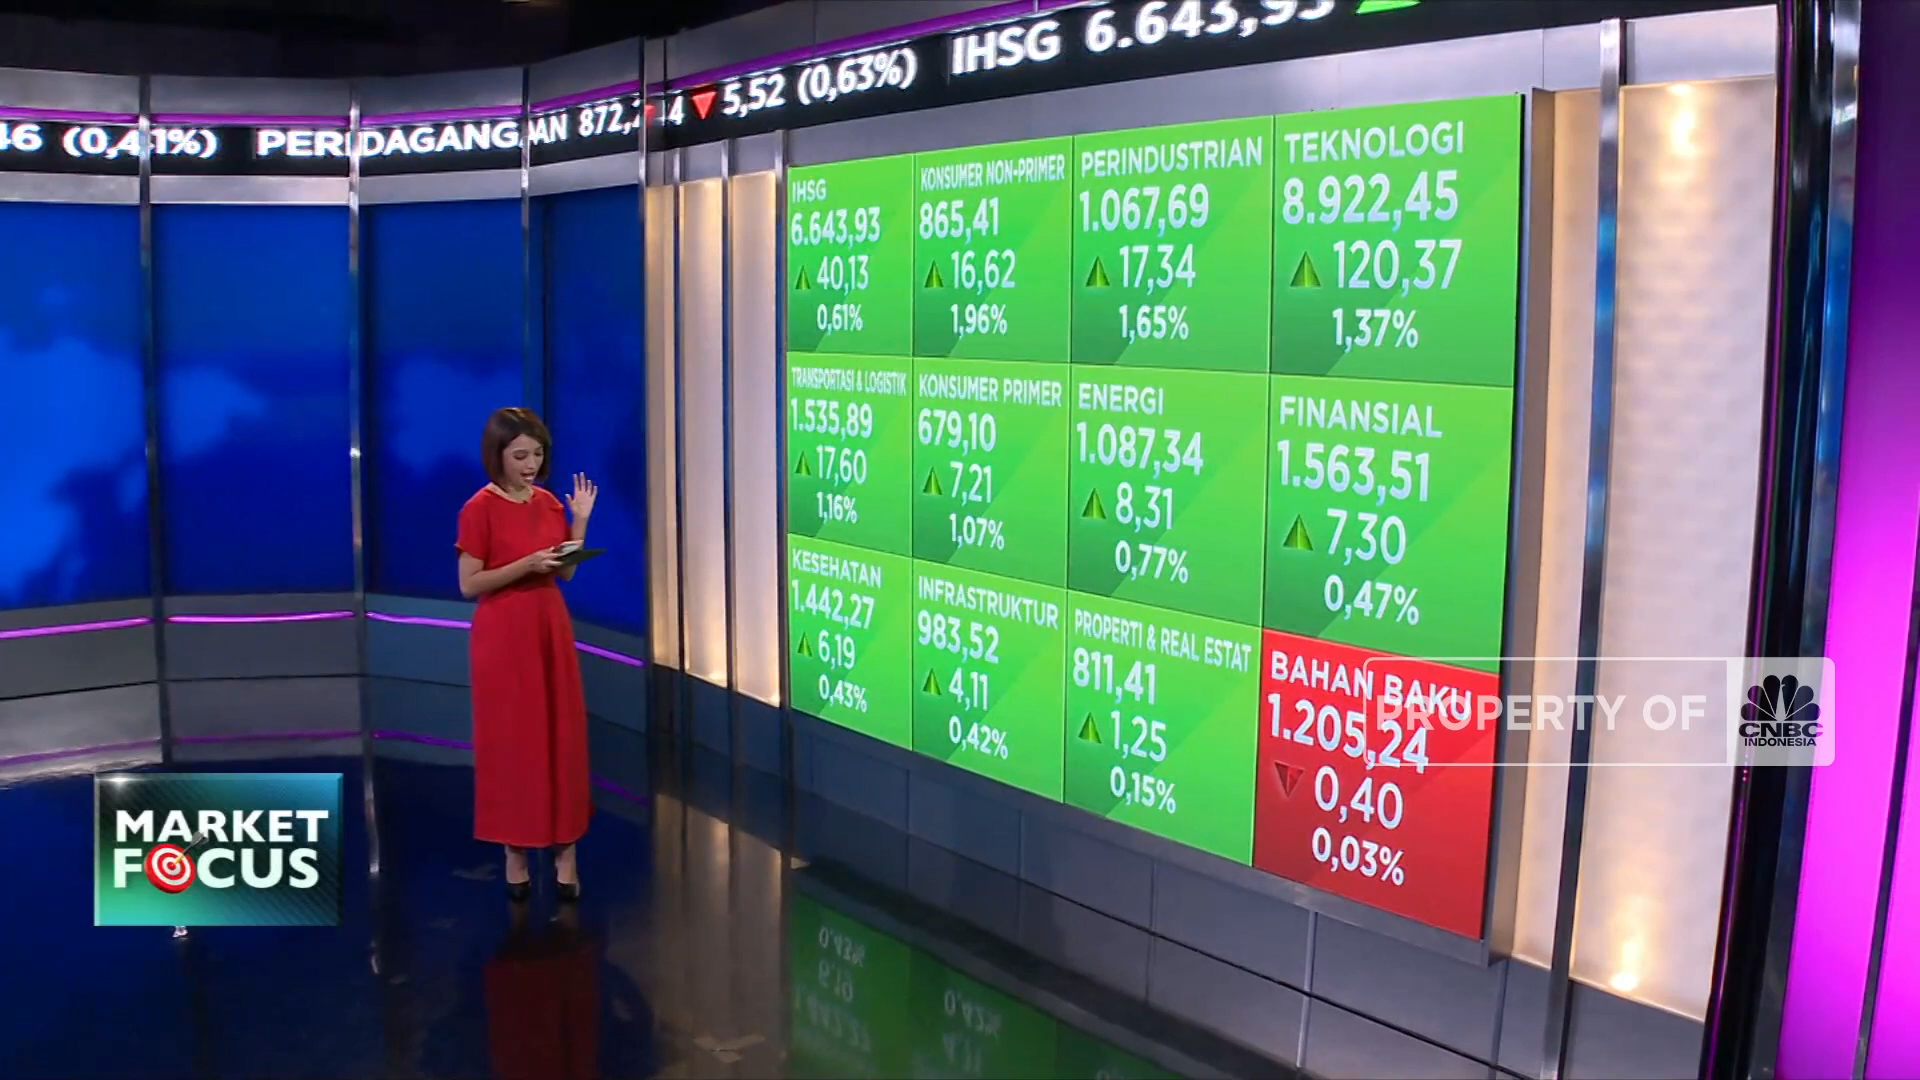 46 (0,41%) PERDAGANGAN 872,44 ▼ 5,52 (0,63%) IHSG 6.643,93 ▲
IHSG
6.643,93
▲ 40,13
0,61%
KONSUMER NON-PRIMER
865,41
▲ 16,62
1,96%
PERINDUSTRIAN
1.067,69
▲ 17,34
1,65%
TEKNOLOGI
8.922,45
▲ 120,37
1,37%
TRANSPORTASI & LOGISTIK
1.535,89
▲ 17,60
1,16%
KONSUMER PRIMER
679,10
▲ 7,21
1,07%
ENERGI
1.087,34
▲ 8,31
0,77%
FINANSIAL
1.563,51
▲ 7,30
0,47%
KESEHATAN
1.442,27
▲ 6,19
0,43%
INFRASTRUKTUR
983,52
▲ 4,11
0,42%
PROPERTI & REAL ESTAT
811,41
▲ 1,25
0,15%
BAHAN BAKU
1.205,24
▼ 0,40
0,03%
PROPERTY OF
CNBC
INDONESIA
MARKET
FOCUS